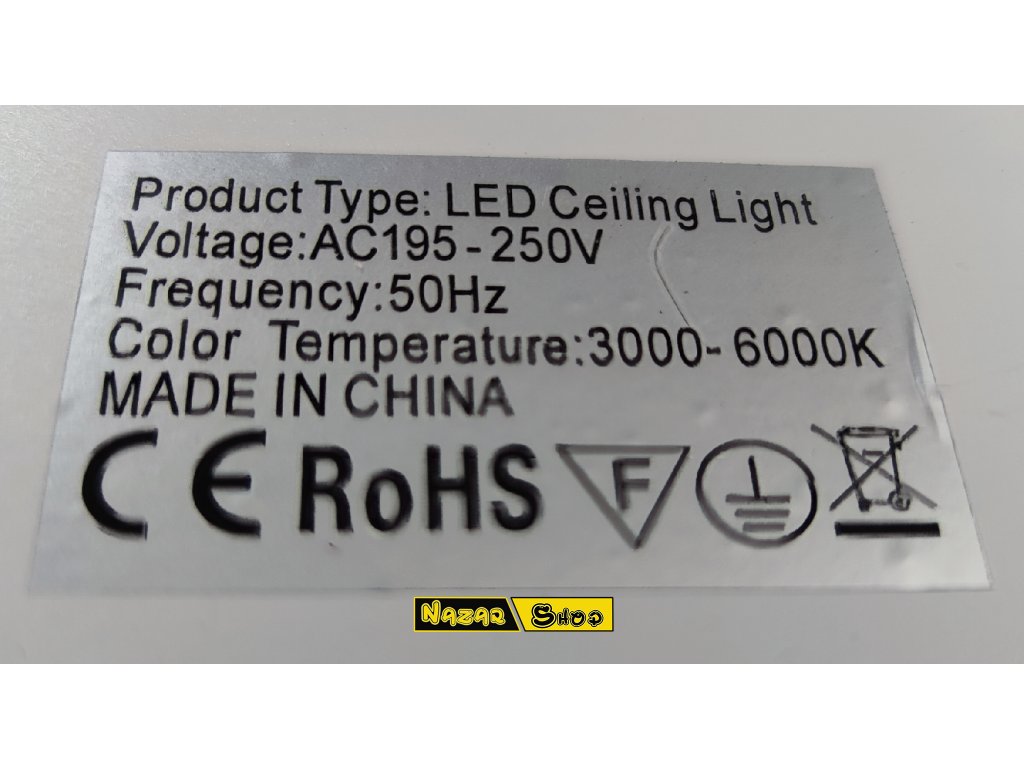 Product Type: LED Ceiling Light
Voltage:AC195-250V
Frequency:50Hz
Color Temperature:3000-6000K
MADE IN CHINA
CE RoHS F
Nazar Shop